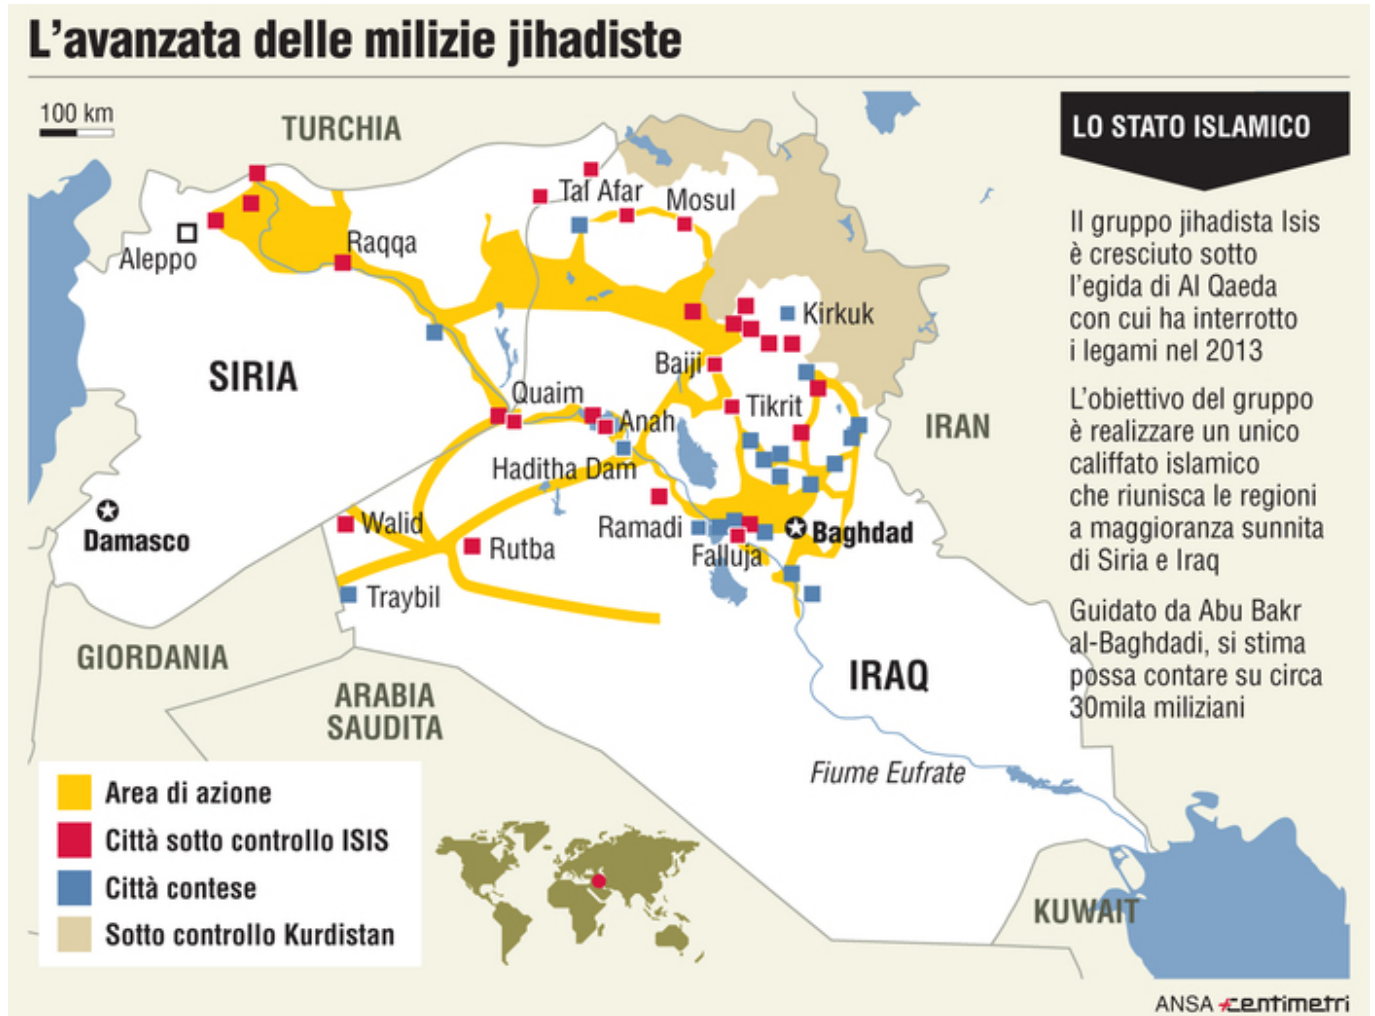 L'avanzata delle milizie jihadiste
100 km
TURCHIA
LO STATO ISLAMICO
Tal Afar
Mosul
Aleppo
Raqqa
Kirkuk
SIRIA
Baiji
Quaim
Tikrit
Anah
IRAN
Haditha Dam
Damasco
Walid
Ramadi
Baghdad
Rutba
Falluja
Traybil
GIORDANIA
IRAQ
ARABIA
SAUDITA
Fiume Eufrate
KUWAIT
Il gruppo jihadista Isis
è cresciuto sotto
l'egida di Al Qaeda
con cui ha interrotto
i legami nel 2013
L'obiettivo del gruppo
è realizzare un unico
califfato islamico
che riunisca le regioni
a maggioranza sunnita
di Siria e Iraq
Guidato da Abu Bakr
al-Baghdadi, si stima
possa contare su circa
30mila miliziani
Area di azione
Città sotto controllo ISIS
Città contese
Sotto controllo Kurdistan
ANSA centimetri